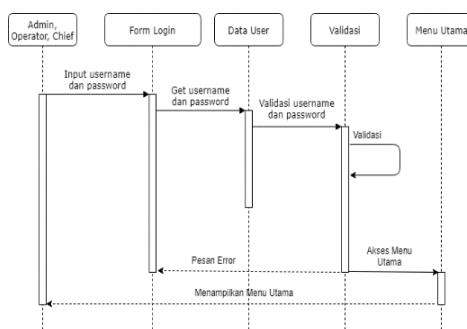 Admin,
Operator, Chief
Form Login
Data User
Validasi
Menu Utama
Input username
dan password
Get username
dan password
Validasi username
dan password
Validasi
Pesan Error
Akses Menu
Utama
Menampilkan Menu Utama